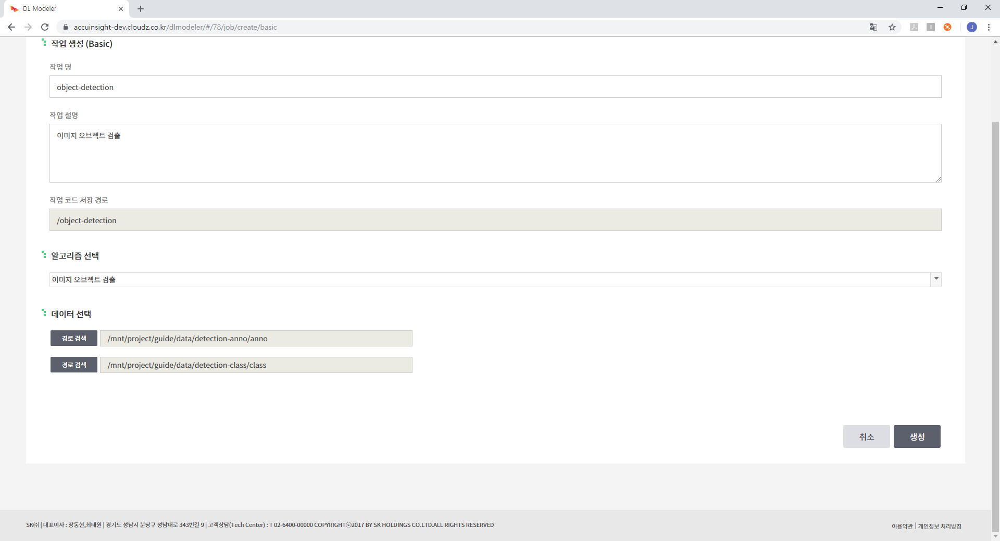 DL Modeler
accuinsight-dev.cloudz.co.kr/dlmodeler/#/78/job/create/basic
J
작업 생성 (Basic)
작업 명
object-detection
작업 설명
이미지 오브젝트 검출
작업 코드 저장 경로
/object-detection
알고리즘 선택
이미지 오브젝트 검출
데이터 선택
경로 검색 /mnt/project/guide/data/detection-anno/anno
경로 검색 /mnt/project/guide/data/detection-class/class
취소 생성
SK㈜ | 대표이사 : 장동현,최태원 | 경기도 성남시 분당구 성남대로 343번길 9 | 고객상담(Tech Center) : T 02-6400-00000 COPYRIGHTⓒ2017 BY SK HOLDINGS CO.LTD.ALL RIGHTS RESERVED
이용약관 | 개인정보 처리방침